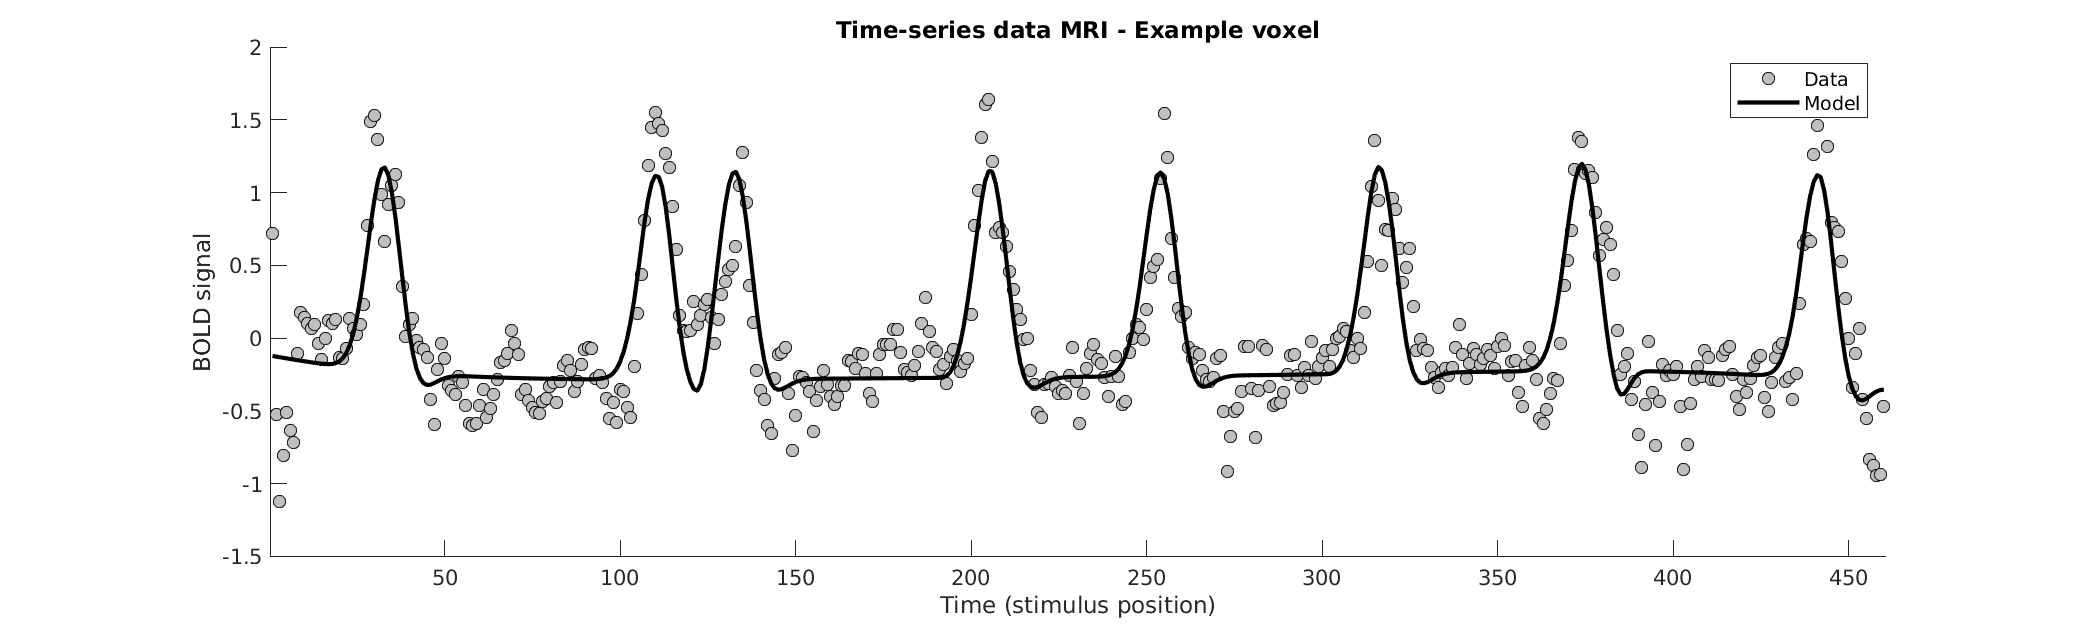 Time-series data MRI - Example voxel
2
1.5
1
0.5
0
-0.5
-1
-1.5
BOLD signal
Data
Model
50 100 150 200 250 300 350 400 450
Time (stimulus position)